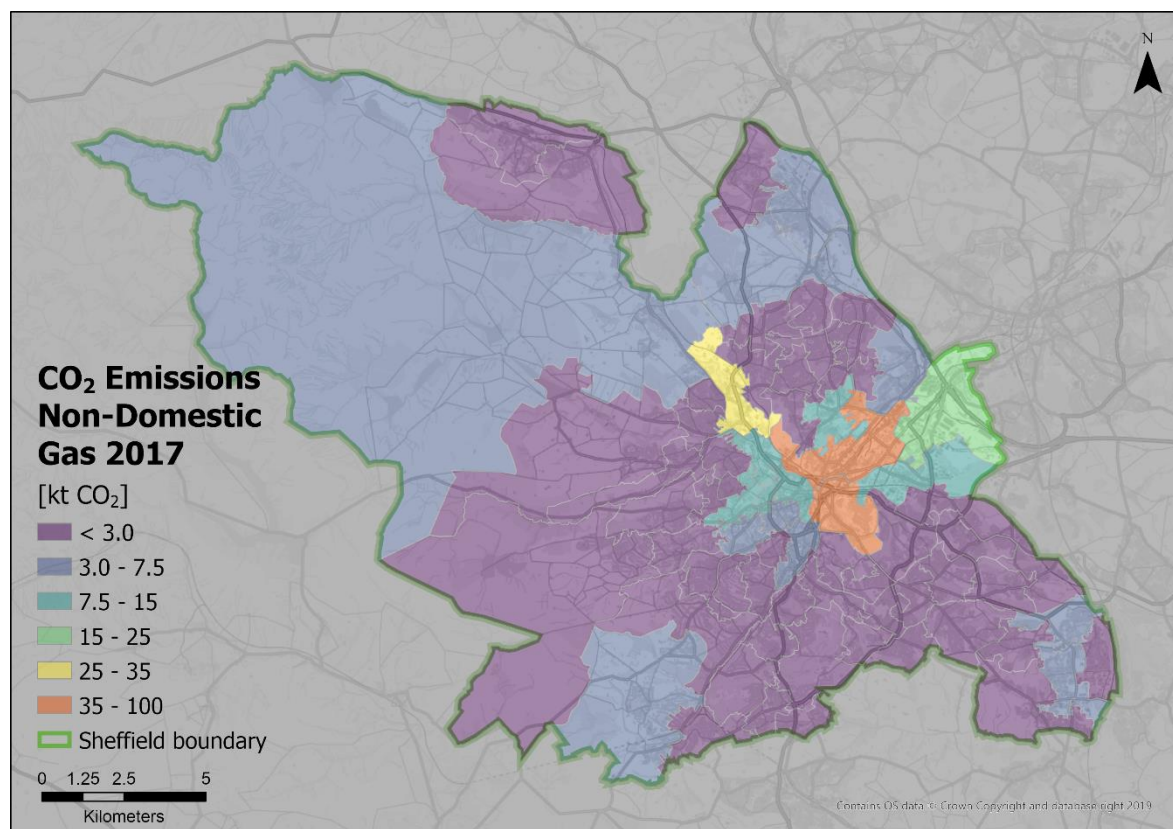 N
CO₂ Emissions
Non-Domestic
Gas 2017
[kt CO₂]
< 3.0
3.0 - 7.5
7.5 - 15
15 - 25
25 - 35
35 - 100
Sheffield boundary
0 1.25 2.5 5
Kilometers
Contains OS data © Crown Copyright and database right 2019